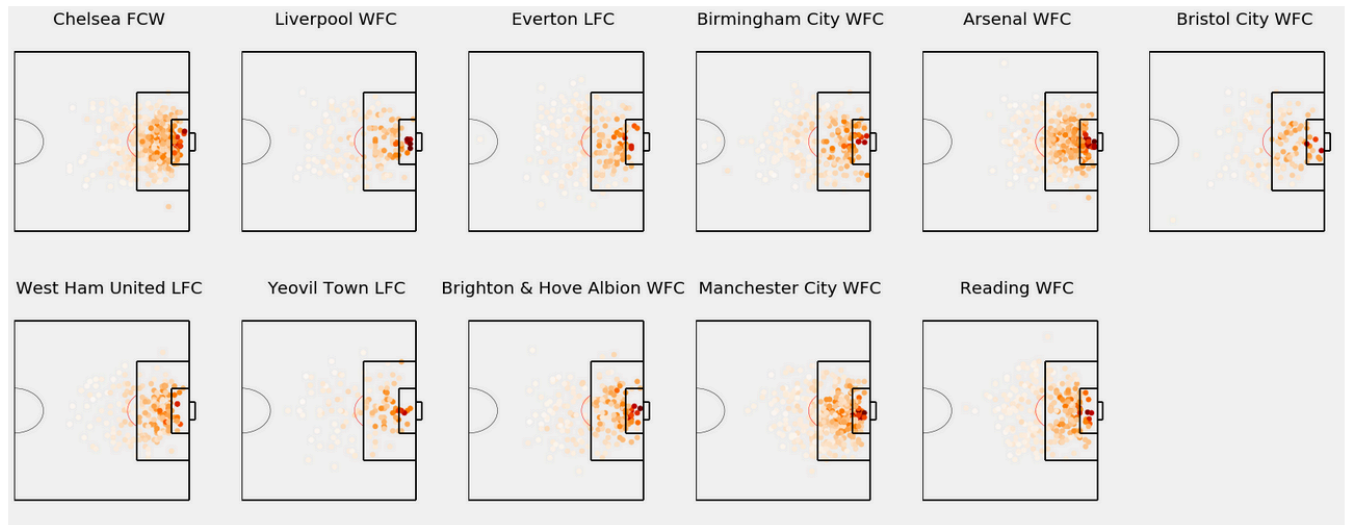 Chelsea FCW
Liverpool WFC
Everton LFC
Birmingham City WFC
Arsenal WFC
Bristol City WFC
West Ham United LFC
Yeovil Town LFC
Brighton & Hove Albion WFC
Manchester City WFC
Reading WFC